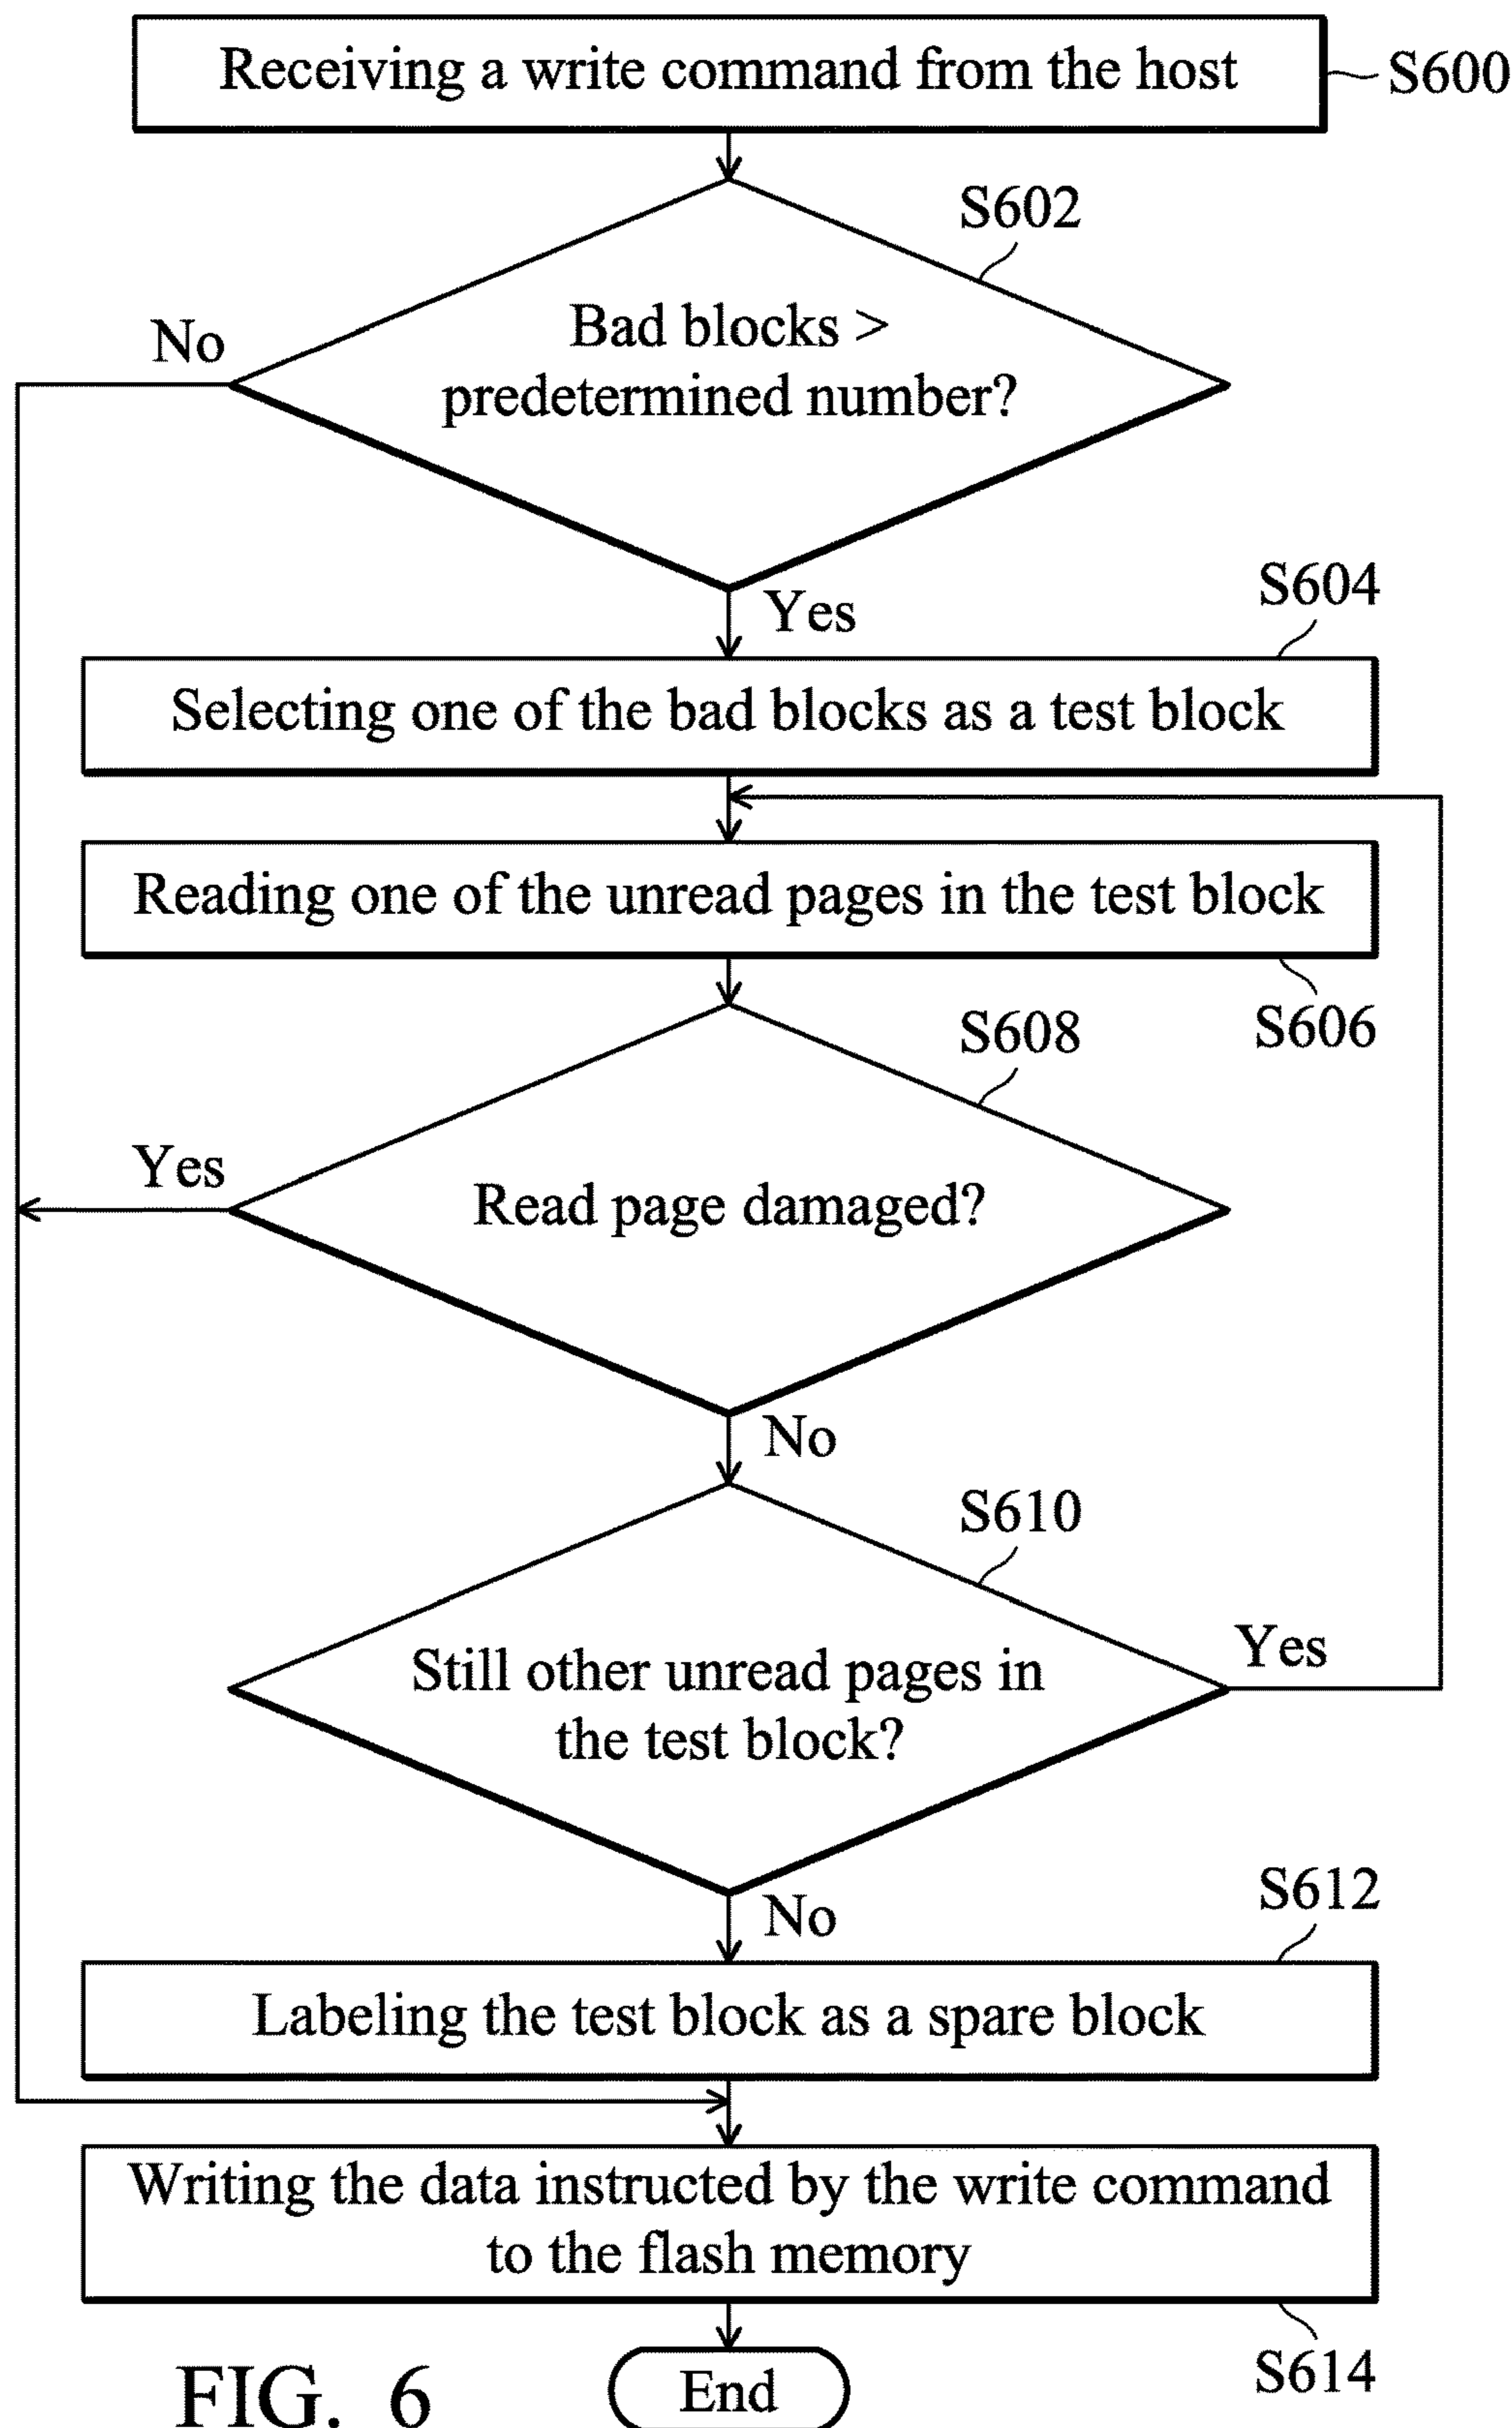 Receiving a write command from the host
S600
S602
Bad blocks >
No
predetermined number?
Yes
S604
Selecting one of the bad blocks as a test block
Reading one of the unread pages in the test block
S606
S608
Yes
Read page damaged?
No
S610
Still other unread pages in
Yes
the test block?
No
S612
Labeling the test block as a spare block
Writing the data instructed by the write command
to the flash memory
S614
End
FIG. 6